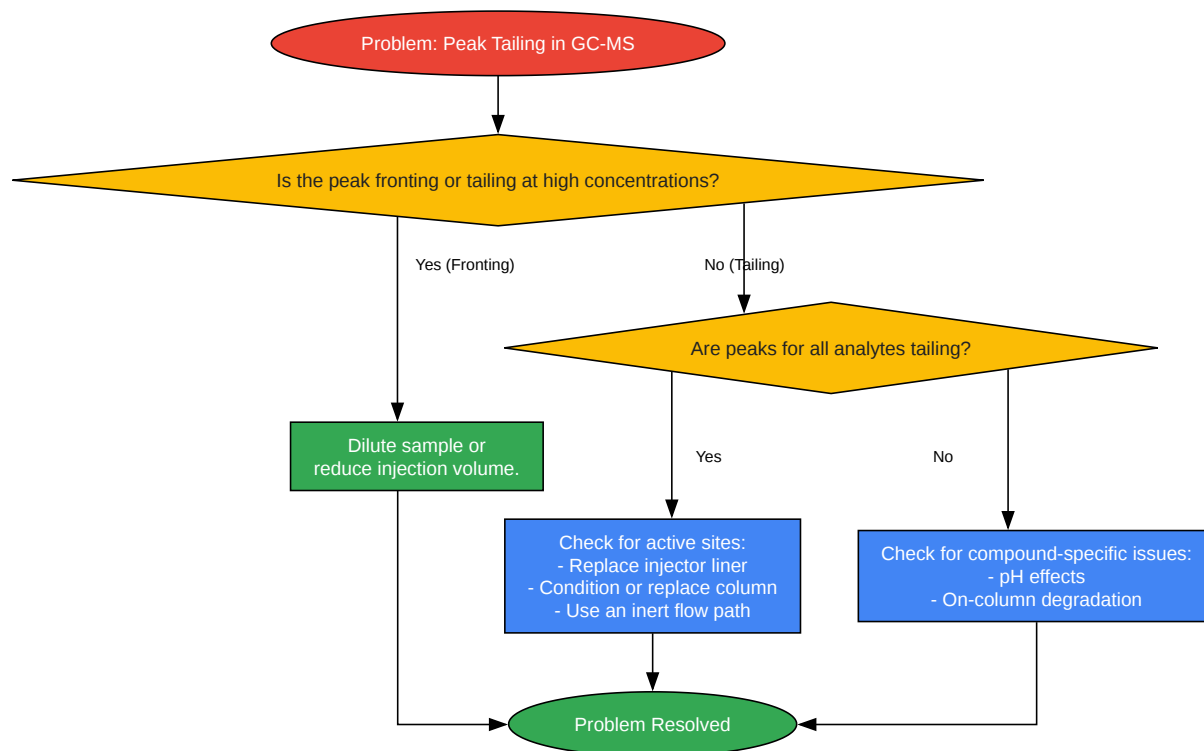 Problem: Peak Tailing in GC-MS
Is the peak fronting or tailing at high concentrations?
Yes (Fronting)
No (Tailing)
Are peaks for all analytes tailing?
Dilute sample or
reduce injection volume.
Yes
No
Check for active sites:
- Replace injector liner
- Condition or replace column
- Use an inert flow path
Check for compound-specific issues:
- pH effects
- On-column degradation
Problem Resolved